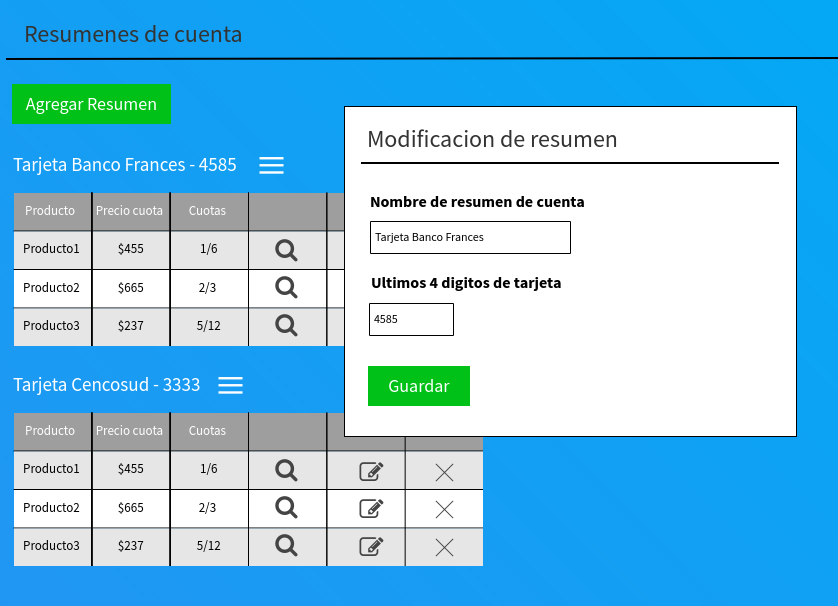 Resumenes de cuenta
Agregar Resumen
Tarjeta Banco Frances - 4585
Producto Precio cuota Cuotas
Producto1 $455 1/6
Producto2 $665 2/3
Producto3 $237 5/12
Tarjeta Cencosud - 3333
Producto Precio cuota Cuotas
Producto1 $455 1/6
Producto2 $665 2/3
Producto3 $237 5/12
Modificacion de resumen
Nombre de resumen de cuenta
Tarjeta Banco Frances
Ultimos 4 digitos de tarjeta
4585
Guardar